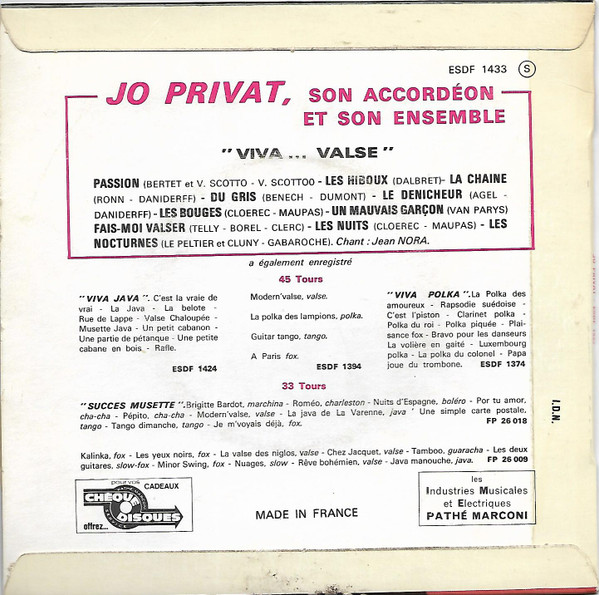 ESDF 1433 S
JO PRIVAT, SON ACCORDÉON
ET SON ENSEMBLE
"VIVA ... VALSE"
PASSION (BERTET et V. SCOTTO - V. SCOTTOO) - LES HIBOUX (DALBRET) - LA CHAINE
(RONN - DANIDERFF) - DU GRIS (BENECH - DUMONT) - LE DENICHEUR (AGEL -
DANIDERFF) - LES BOUGES (CLOEREC - MAUPAS) - UN MAUVAIS GARÇON (VAN PARYS)
FAIS-MOI VALSER (TELLY - BOREL - CLERC) - LES NUITS (CLOEREC - MAUPAS) - LES
NOCTURNES (LE PELTIER et CLUNY - GABAROCHE). Chant : Jean NORA.
a également enregistré
45 Tours
"VIVA JAVA". C'est la vraie de
vrai - La Java - La belote -
Rue de Lappe - Valse Chaloupée -
Musette Java - Un petit cabanon -
Une partie de pétanque - Une petite
cabane en bois - Rafle.
ESDF 1424
Modern'valse, valse.
La polka des lampions, polka.
Guitar tango, tango.
A Paris fox.
ESDF 1394
"VIVA POLKA". La Polka des
amoureux - Rapsodie suédoise -
C'est l'piston - Clarinet polka -
Polka du roi - Polka piquée - Plai-
sance fox - Bravo pour les danseurs
La volière en gaité - Luxembourg
polka - La polka du colonel - Papa
joue du trombone. ESDF 1374
33 Tours
"SUCCES MUSETTE". Brigitte Bardot, marchina - Roméo, charleston - Nuits d'Espagne, boléro - Por tu amor,
cha-cha - Pépito, cha-cha - Modern'valse, valse - La java de La Varenne, java ' Une simple carte postale,
tango - Tango dimanche, tango - Je m'voyais déjà, fox. FP 26 018
I.D.N.
Kalinka, fox - Les yeux noirs, fox - La valse des niglos, valse - Chez Jacquet, valse - Tamboo, guaracha - Les deux
guitares, slow-fox - Minor Swing, fox - Nuages, slow - Rêve bohémien, valse - Java manouche, java. FP 26 009
pour vos
CADEAUX
CHEQUE
DISQUES
offrez...
MADE IN FRANCE
les
Industries Musicales
et Electriques
PATHÉ MARCONI